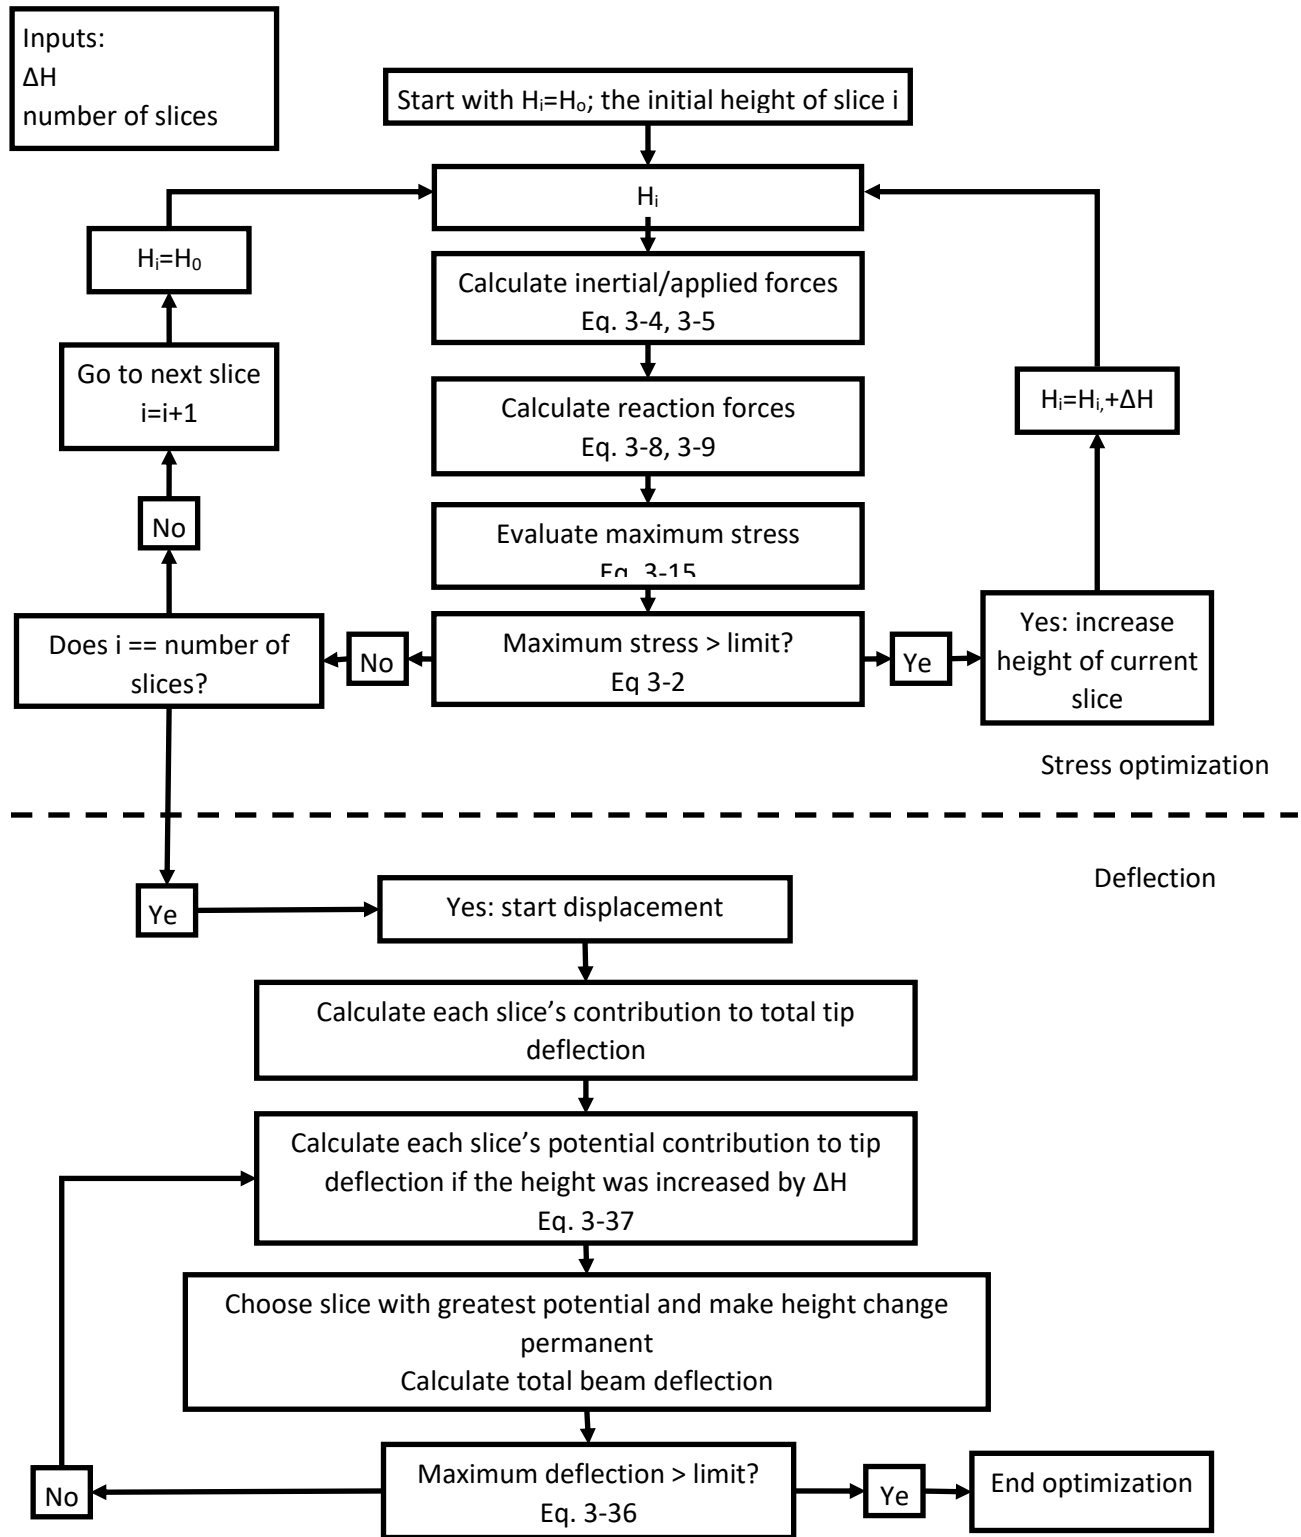 Inputs:
ΔH
number of slices
Start with Hᵢ=Hₒ; the initial height of slice i
Hᵢ
Hᵢ=H₀
Calculate inertial/applied forces
Eq. 3-4, 3-5
Go to next slice
i=i+1
Calculate reaction forces
Eq. 3-8, 3-9
Hᵢ=Hᵢ,+ΔH
No
Evaluate maximum stress
Eq. 3-15
Does i == number of
slices?
No
Maximum stress > limit?
Eq 3-2
Ye
Yes: increase
height of current
slice
Stress optimization
Deflection
Ye
Yes: start displacement
Calculate each slice’s contribution to total tip
deflection
Calculate each slice’s potential contribution to tip
deflection if the height was increased by ΔH
Eq. 3-37
Choose slice with greatest potential and make height change
permanent
Calculate total beam deflection
No
Maximum deflection > limit?
Eq. 3-36
Ye
End optimization